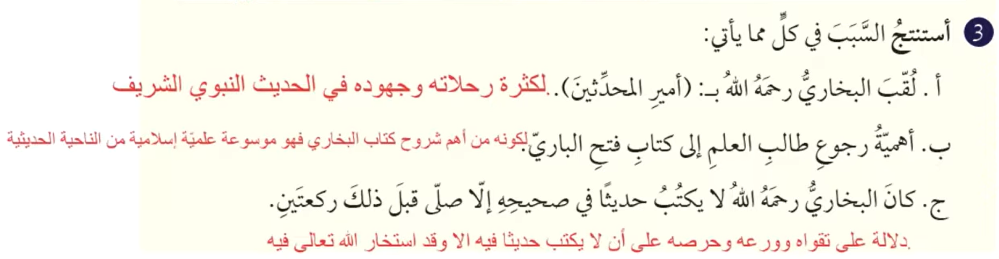 3 أستنتجُ السَّبَبَ في كلٍّ مما يأتي:
أ . لُقّبَ البخاريُّ رحمَهُ اللهُ بـ: (أميرِ المحدِّثينَ). .لكثرة رحلاته وجهوده في الحديث النبوي الشريف
ب. أهميّةُ رجوعِ طالبِ العلمِ إلى كتابِ فتحِ الباريّ. لكونه من أهم شروح كتاب البخاري فهو موسوعة علميّة إسلامية من الناحية الحديثية
ج. كانَ البخاريُّ رحمَهُ اللهُ لا يكتُبُ حديثًا في صحيحِهِ إلّا صلّى قبلَ ذلكَ ركعتَينِ.
.دلالة على تقواه وورعه وحرصه على أن لا يكتب حديثا فيه الا وقد استخار الله تعالى فيه